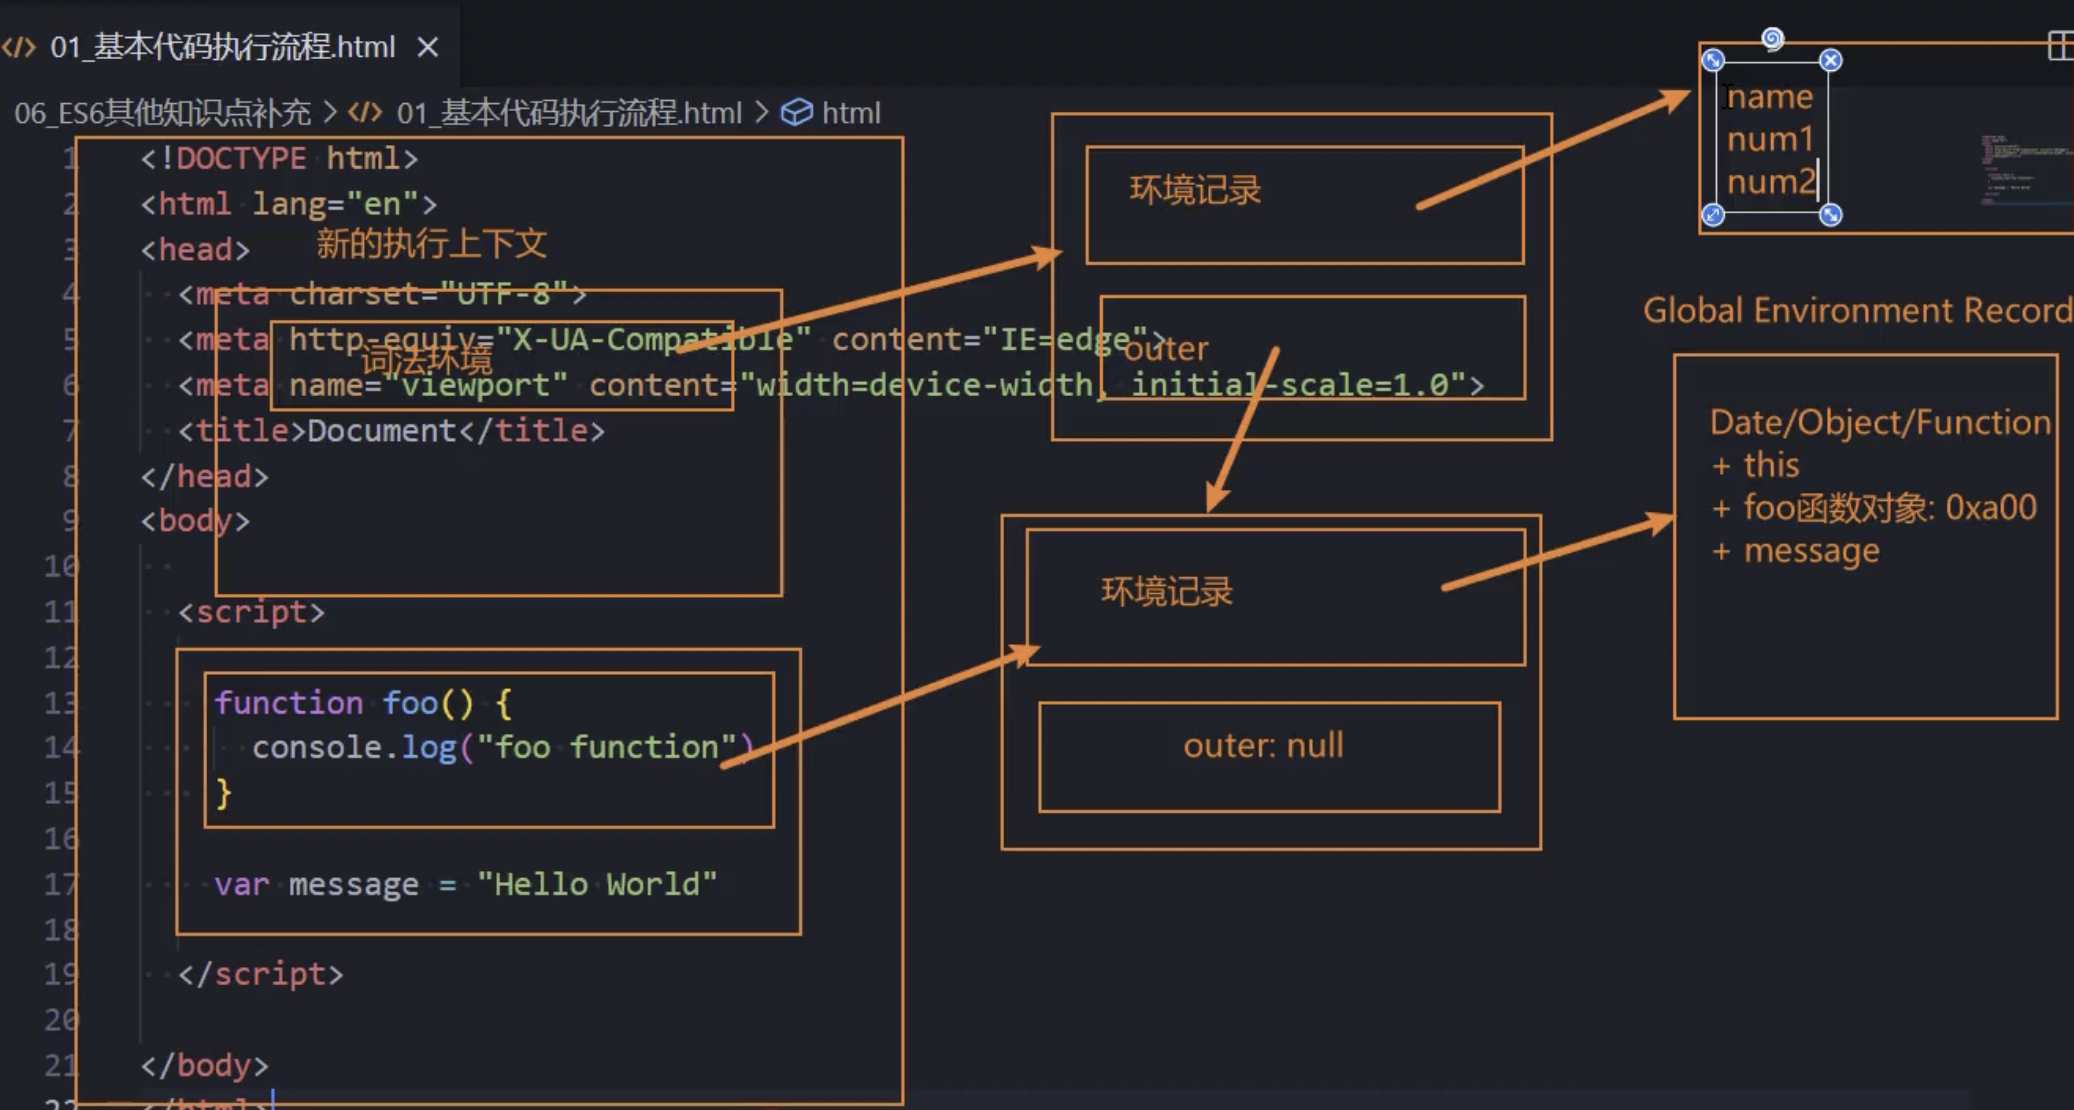 01_基本代码执行流程.html
06_ES6其他知识点补充 > 01_基本代码执行流程.html > html
1 <!DOCTYPE html>
2 <html lang="en">
3 <head>
4 <meta charset="UTF-8">
5 <meta http-equiv="X-UA-Compatible" content="IE=edge">
6 <meta name="viewport" content="width=device-width, initial-scale=1.0">
7 <title>Document</title>
8 </head>
9 <body>
10
11 <script>
12
13 function foo() {
14 console.log("foo function")
15 }
16
17 var message = "Hello World"
18
19 </script>
20
21 </body>
22 </html>
新的执行上下文
词法环境
环境记录
outer
环境记录
outer: null
name
num1
num2
Global Environment Record
Date/Object/Function
+ this
+ foo函数对象: 0xa00
+ message